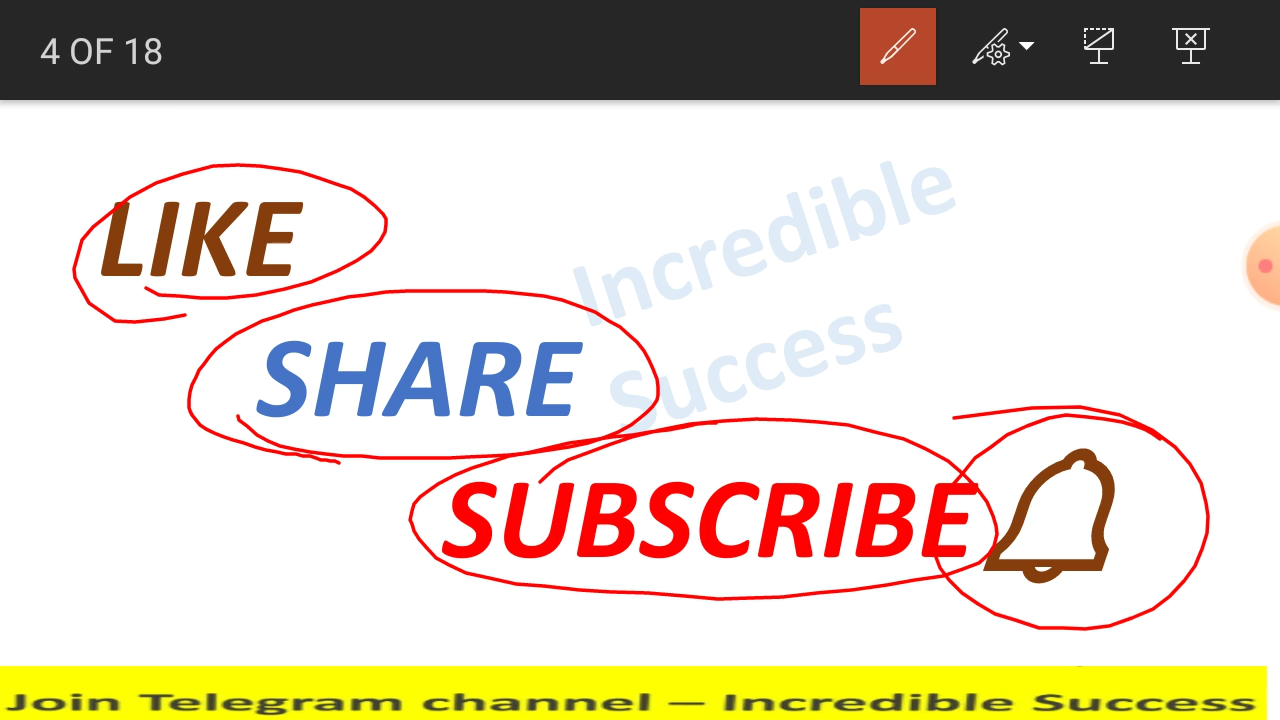 4 OF 18
Incredible
Success
LIKE
SHARE
SUBSCRIBE
Join Telegram channel – Incredible Success